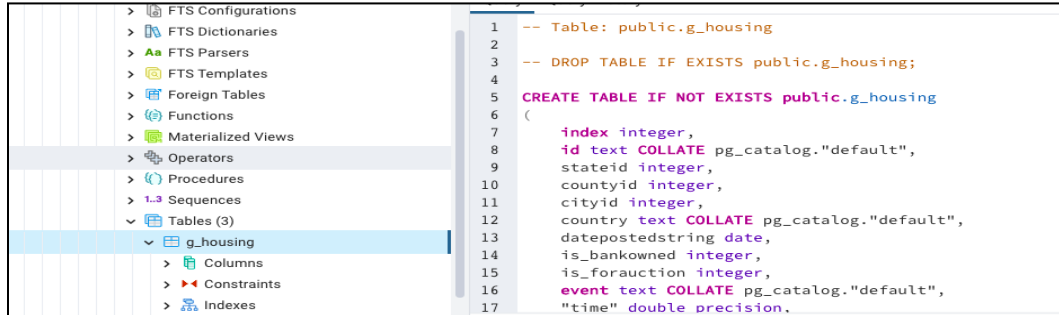 FTS Configurations
FTS Dictionaries
Aa FTS Parsers
FTS Templates
Foreign Tables
Functions
Materialized Views
Operators
Procedures
1..3 Sequences
Tables (3)
g_housing
Columns
Constraints
Indexes
1 -- Table: public.g_housing
2
3 -- DROP TABLE IF EXISTS public.g_housing;
4
5 CREATE TABLE IF NOT EXISTS public.g_housing
6 (
7 index integer,
8 id text COLLATE pg_catalog."default",
9 stateid integer,
10 countyid integer,
11 cityid integer,
12 country text COLLATE pg_catalog."default",
13 datepostedstring date,
14 is_bankowned integer,
15 is_forauction integer,
16 event text COLLATE pg_catalog."default",
17 "time" double precision,